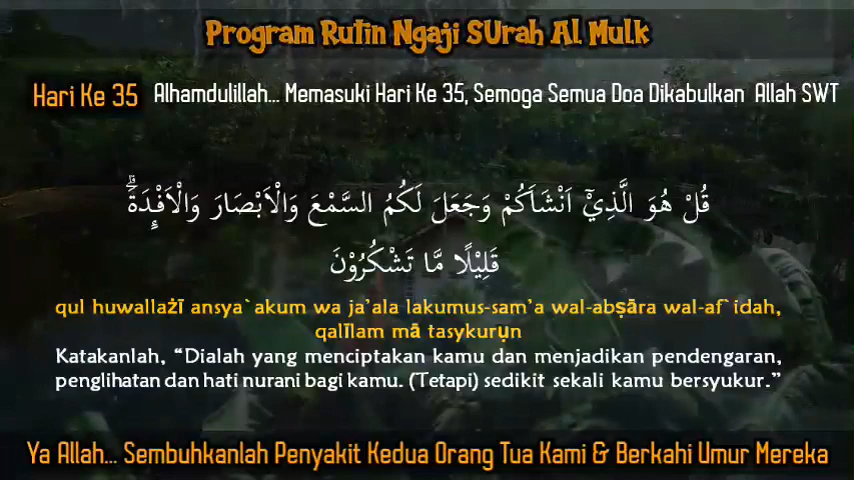 Program Rutin Ngaji SUrah Al Mulk
Hari Ke 35 Alhamdulillah... Memasuki Hari Ke 35, Semoga Semua Doa Dikabulkan Allah SWT
قُلْ هُوَ الَّذِيْٓ اَنْشَاَكُمْ وَجَعَلَ لَكُمُ السَّمْعَ وَالْاَبْصَارَ وَالْاَفْـِٕدَةَۗ
قَلِيْلًا مَّا تَشْكُرُوْنَ
qul huwallażī ansya`akum wa ja’ala lakumus-sam’a wal-abṣāra wal-af`idah,
qalīlam mā tasykurụn
Katakanlah, “Dialah yang menciptakan kamu dan menjadikan pendengaran,
penglihatan dan hati nurani bagi kamu. (Tetapi) sedikit sekali kamu bersyukur.”
Ya Allah... Sembuhkanlah Penyakit Kedua Orang Tua Kami & Berkahi Umur Mereka